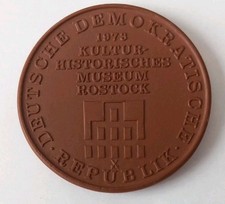 DEUTSCHE DEMOKRATISCHE
· REPUBLIK ·
1973
KULTUR-
HISTORISCHES
MUSEUM
ROSTOCK